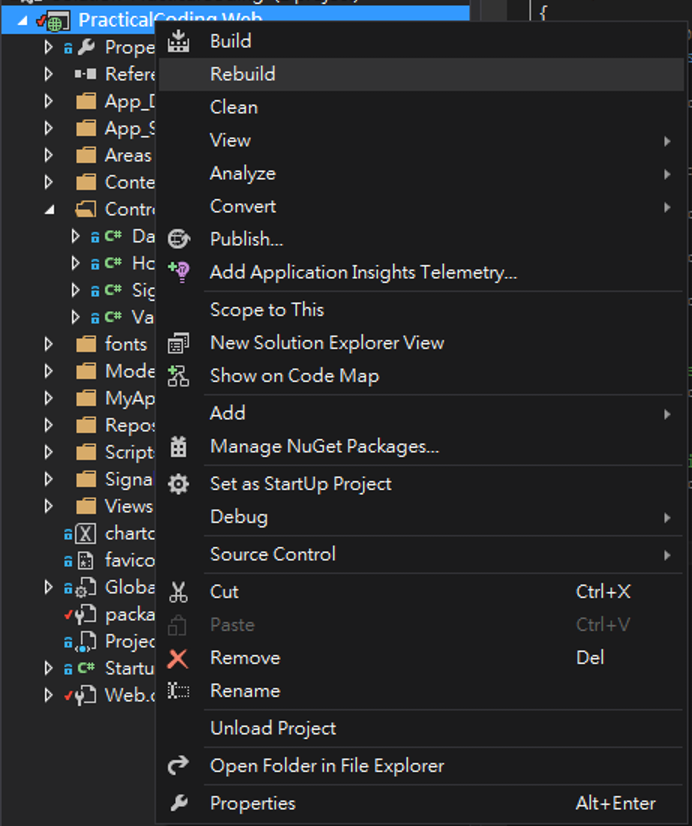 PracticalCoding.Web
{
Build
Rebuild
Clean
View
Analyze
Convert
Publish...
Add Application Insights Telemetry...
Scope to This
New Solution Explorer View
Show on Code Map
Add
Manage NuGet Packages...
Set as StartUp Project
Debug
Source Control
Cut Ctrl+X
Paste Ctrl+V
Remove Del
Rename
Unload Project
Open Folder in File Explorer
Properties Alt+Enter
Prope
Refere
App_D
App_S
Areas
Conte
Contr
C# Da
C# Ho
C# Sig
C# Va
fonts
Mode
MyAp
Repos
Script
Signa
Views
chartc
favico
Globa
packa
Projec
C# Startu
Web.c